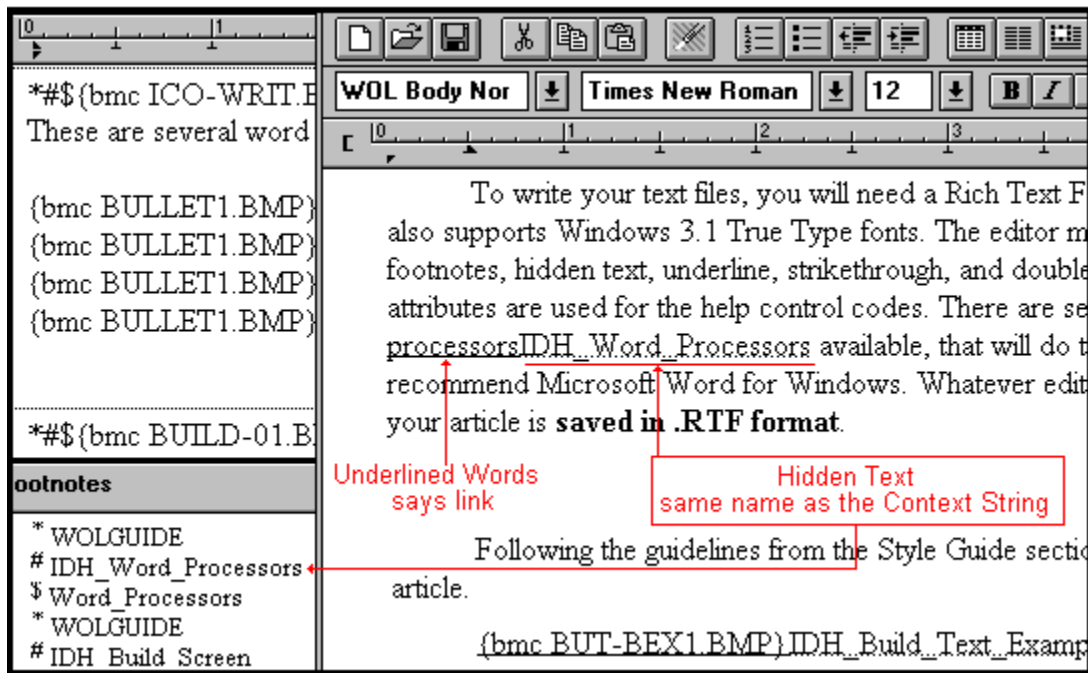 0 1
*#${bmc ICO-WRIT.B
These are several word
{bmc BULLET1.BMP}
{bmc BULLET1.BMP}
{bmc BULLET1.BMP}
{bmc BULLET1.BMP}
*#${bmc BUILD-01.B
ootnotes
* WOLGUIDE
# IDH_Word_Processors
$ Word_Processors
* WOLGUIDE
# IDH_Build_Screen
WOL Body Nor Times New Roman 12 B I
0 1 2 3
To write your text files, you will need a Rich Text F
also supports Windows 3.1 True Type fonts. The editor m
footnotes, hidden text, underline, strikethrough, and double
attributes are used for the help control codes. There are se
processorsIDH_Word_Processors available, that will do t
recommend Microsoft Word for Windows. Whatever edit
your article is saved in .RTF format.
Underlined Words
says link
Hidden Text
same name as the Context String
Following the guidelines from the Style Guide sectio
article.
{bmc BUT-BEX1.BMP}IDH_Build_Text_Examp